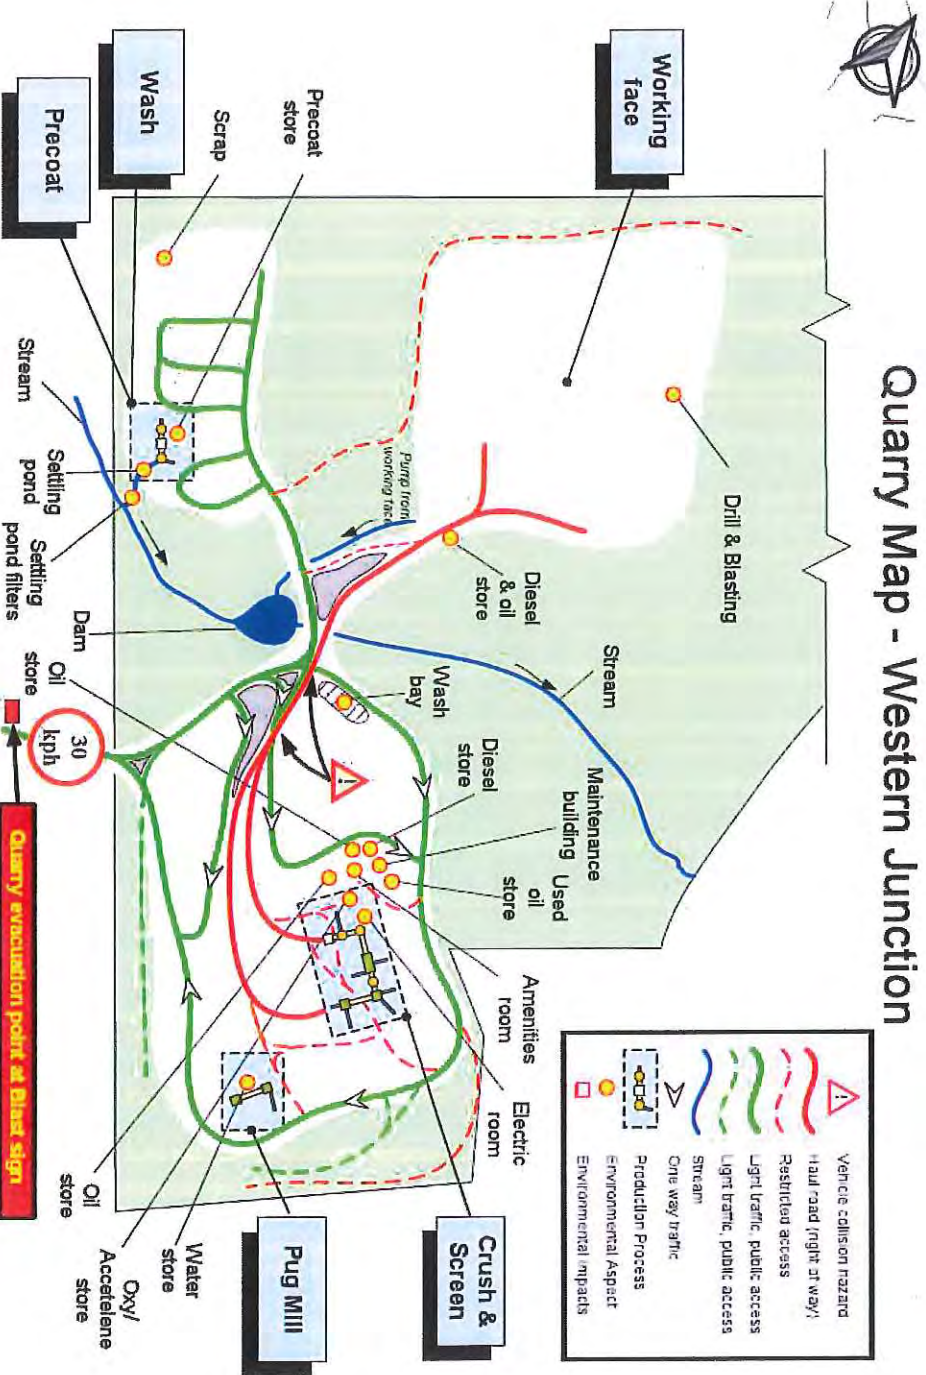 Quarry Map - Western Junction
Working
face
Wash
Precoat
Precoat
store
Scrap
Drill & Blasting
Pump from
working face
Diesel
& oil
store
Stream
Stream
Settling
pond
Settling
pond filters
Dam
Oil
store
Wash
bay
Diesel
store
Maintenance
building
Used
oil
store
Amenities
room
Electric
room
!
30
kph
Quarry evacuation point at Blast sign
Oil
store
Water
store
Oxy/
Accetelene
store
Pug Mill
Crush &
Screen
!
Vehicle collision hazard
Haul road (right of way)
Restricted access
Light traffic, public access
Light traffic, public access
Stream
One way traffic
Production Process
Environmental Aspect
Environmental Impacts